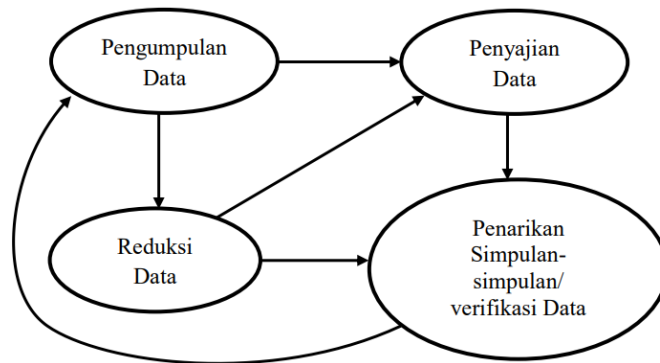 Pengumpulan
Data
Penyajian
Data
Reduksi
Data
Penarikan
Simpulan-
simpulan/
verifikasi Data